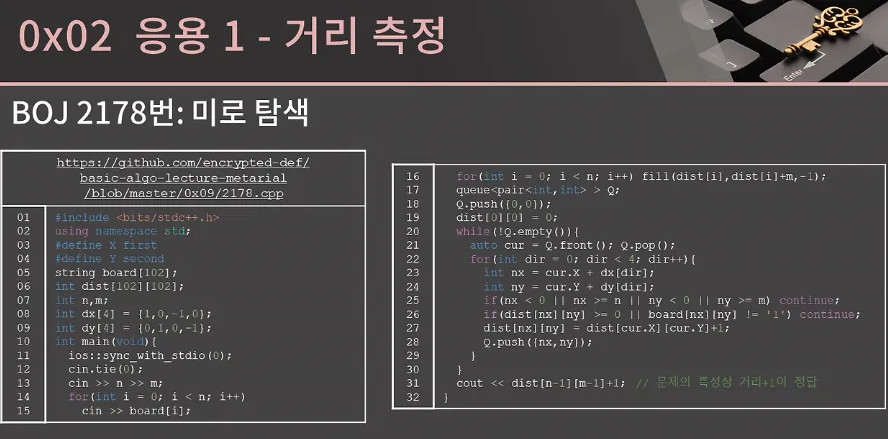 0x02 응용 1 - 거리 측정
Enter
BOJ 2178번: 미로 탐색
https://github.com/encrypted-def/
basic-algo-lecture-metarial
/blob/master/0x09/2178.cpp
01 #include <bits/stdc++.h>
02 using namespace std;
03 #define X first
04 #define Y second
05 string board[102];
06 int dist[102][102];
07 int n,m;
08 int dx[4] = {1,0,-1,0};
09 int dy[4] = {0,1,0,-1};
10 int main(void){
11 ios::sync_with_stdio(0);
12 cin.tie(0);
13 cin >> n >> m;
14 for(int i = 0; i < n; i++)
15 cin >> board[i];
16 for(int i = 0; i < n; i++) fill(dist[i],dist[i]+m,-1);
17 queue<pair<int,int> > Q;
18 Q.push({0,0});
19 dist[0][0] = 0;
20 while(!Q.empty()){
21 auto cur = Q.front(); Q.pop();
22 for(int dir = 0; dir < 4; dir++){
23 int nx = cur.X + dx[dir];
24 int ny = cur.Y + dy[dir];
25 if(nx < 0 || nx >= n || ny < 0 || ny >= m) continue;
26 if(dist[nx][ny] >= 0 || board[nx][ny] != '1') continue;
27 dist[nx][ny] = dist[cur.X][cur.Y]+1;
28 Q.push({nx,ny});
29 }
30 }
31 cout << dist[n-1][m-1]+1; // 문제의 특성상 거리+1이 정답
32 }